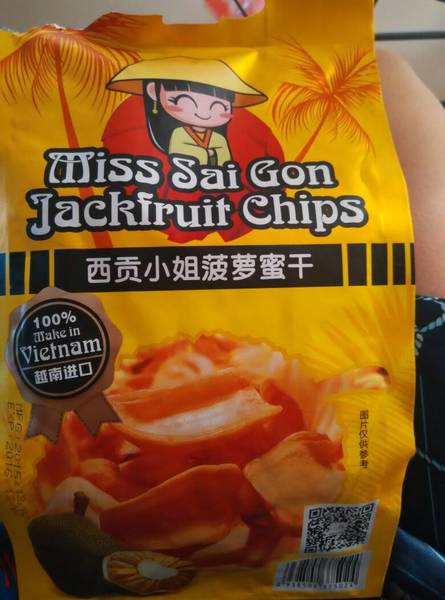 Miss Sai Gon
Jackfruit Chips
西贡小姐菠萝蜜干
100%
Make in
Vietnam
越南进口
图片仅供参考